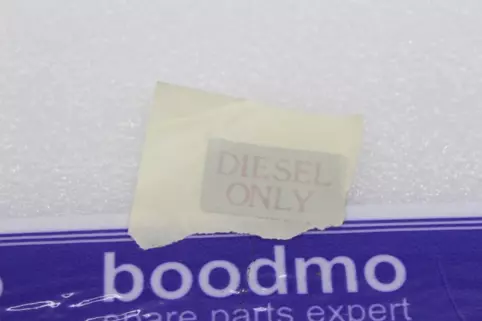 DIESEL
ONLY
boodmo
spare parts expert